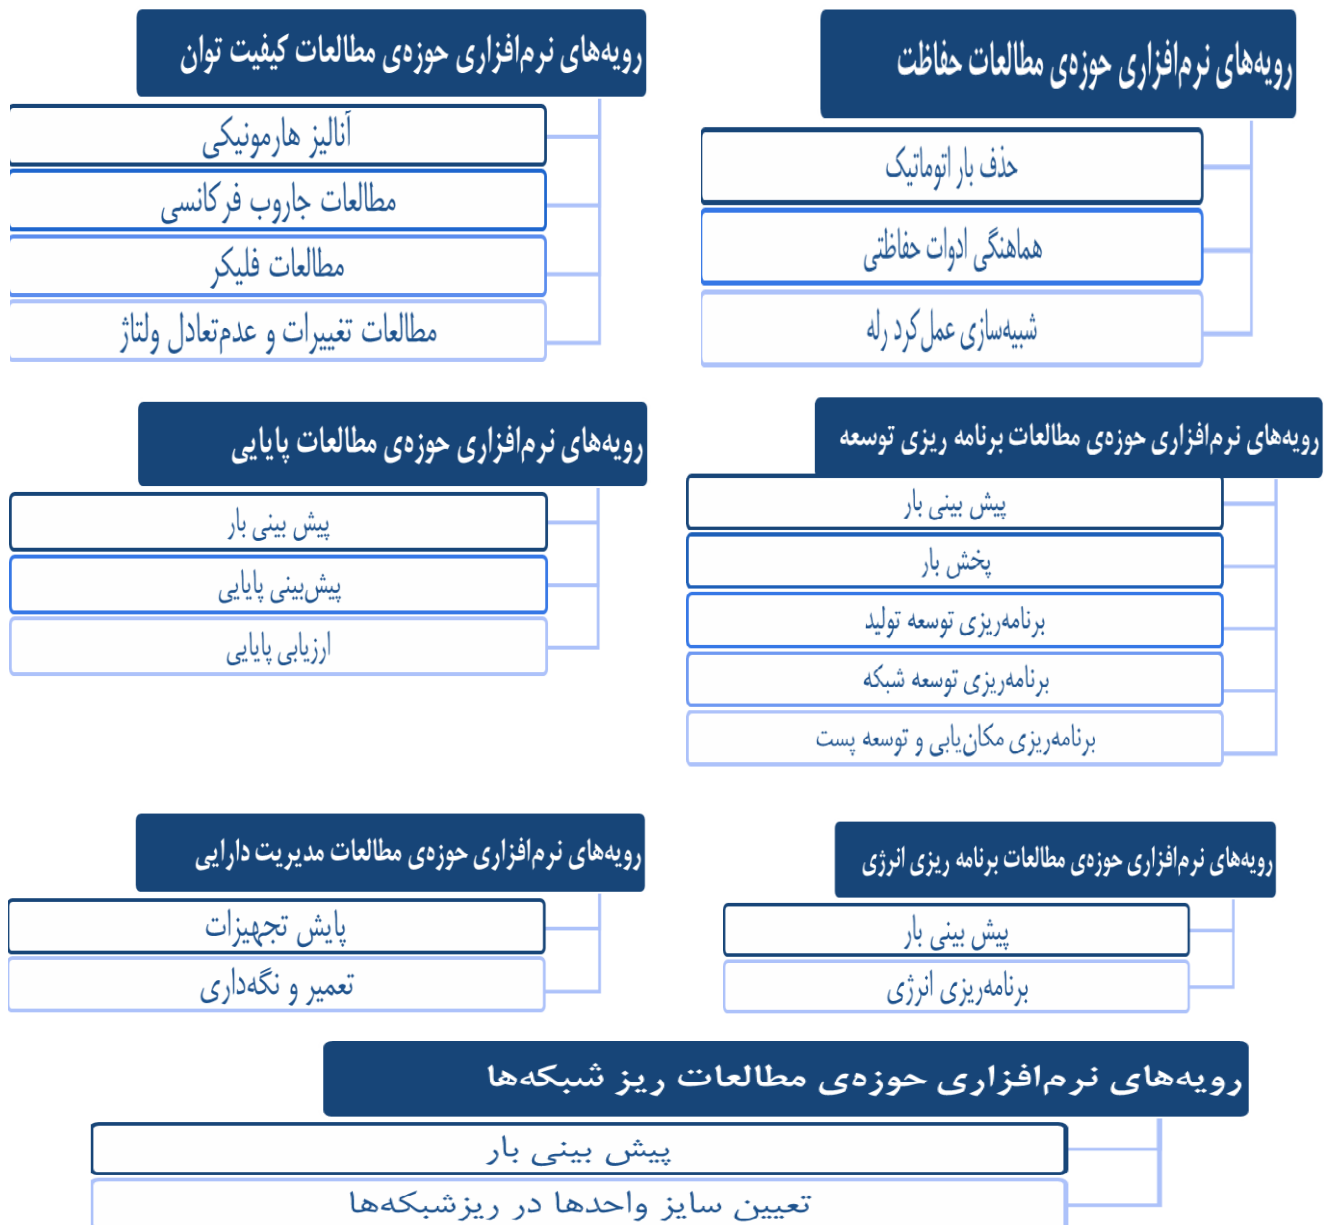 رویه‌های نرم‌افزاری حوزه‌ی مطالعات حفاظت
حذف بار اتوماتیک
هماهنگی ادوات حفاظتی
شبیه‌سازی عمل‌کرد رله
رویه‌های نرم‌افزاری حوزه‌ی مطالعات کیفیت توان
آنالیز هارمونیکی
مطالعات جاروب فرکانسی
مطالعات فلیکر
مطالعات تغییرات و عدم‌تعادل ولتاژ
رویه‌های نرم‌افزاری حوزه‌ی مطالعات برنامه ریزی توسعه
پیش بینی بار
پخش بار
برنامه‌ریزی توسعه تولید
برنامه‌ریزی توسعه شبکه
برنامه‌ریزی مکان‌یابی و توسعه پست
رویه‌های نرم‌افزاری حوزه‌ی مطالعات پایایی
پیش بینی بار
پیش‌بینی پایایی
ارزیابی پایایی
رویه‌های نرم‌افزاری حوزه‌ی مطالعات برنامه ریزی انرژی
پیش بینی بار
برنامه‌ریزی انرژی
رویه‌های نرم‌افزاری حوزه‌ی مطالعات مدیریت دارایی
پایش تجهیزات
تعمیر و نگه‌داری
رویه‌های نرم‌افزاری حوزه‌ی مطالعات ریز شبکه‌ها
پیش بینی بار
تعیین سایز واحدها در ریزشبکه‌ها